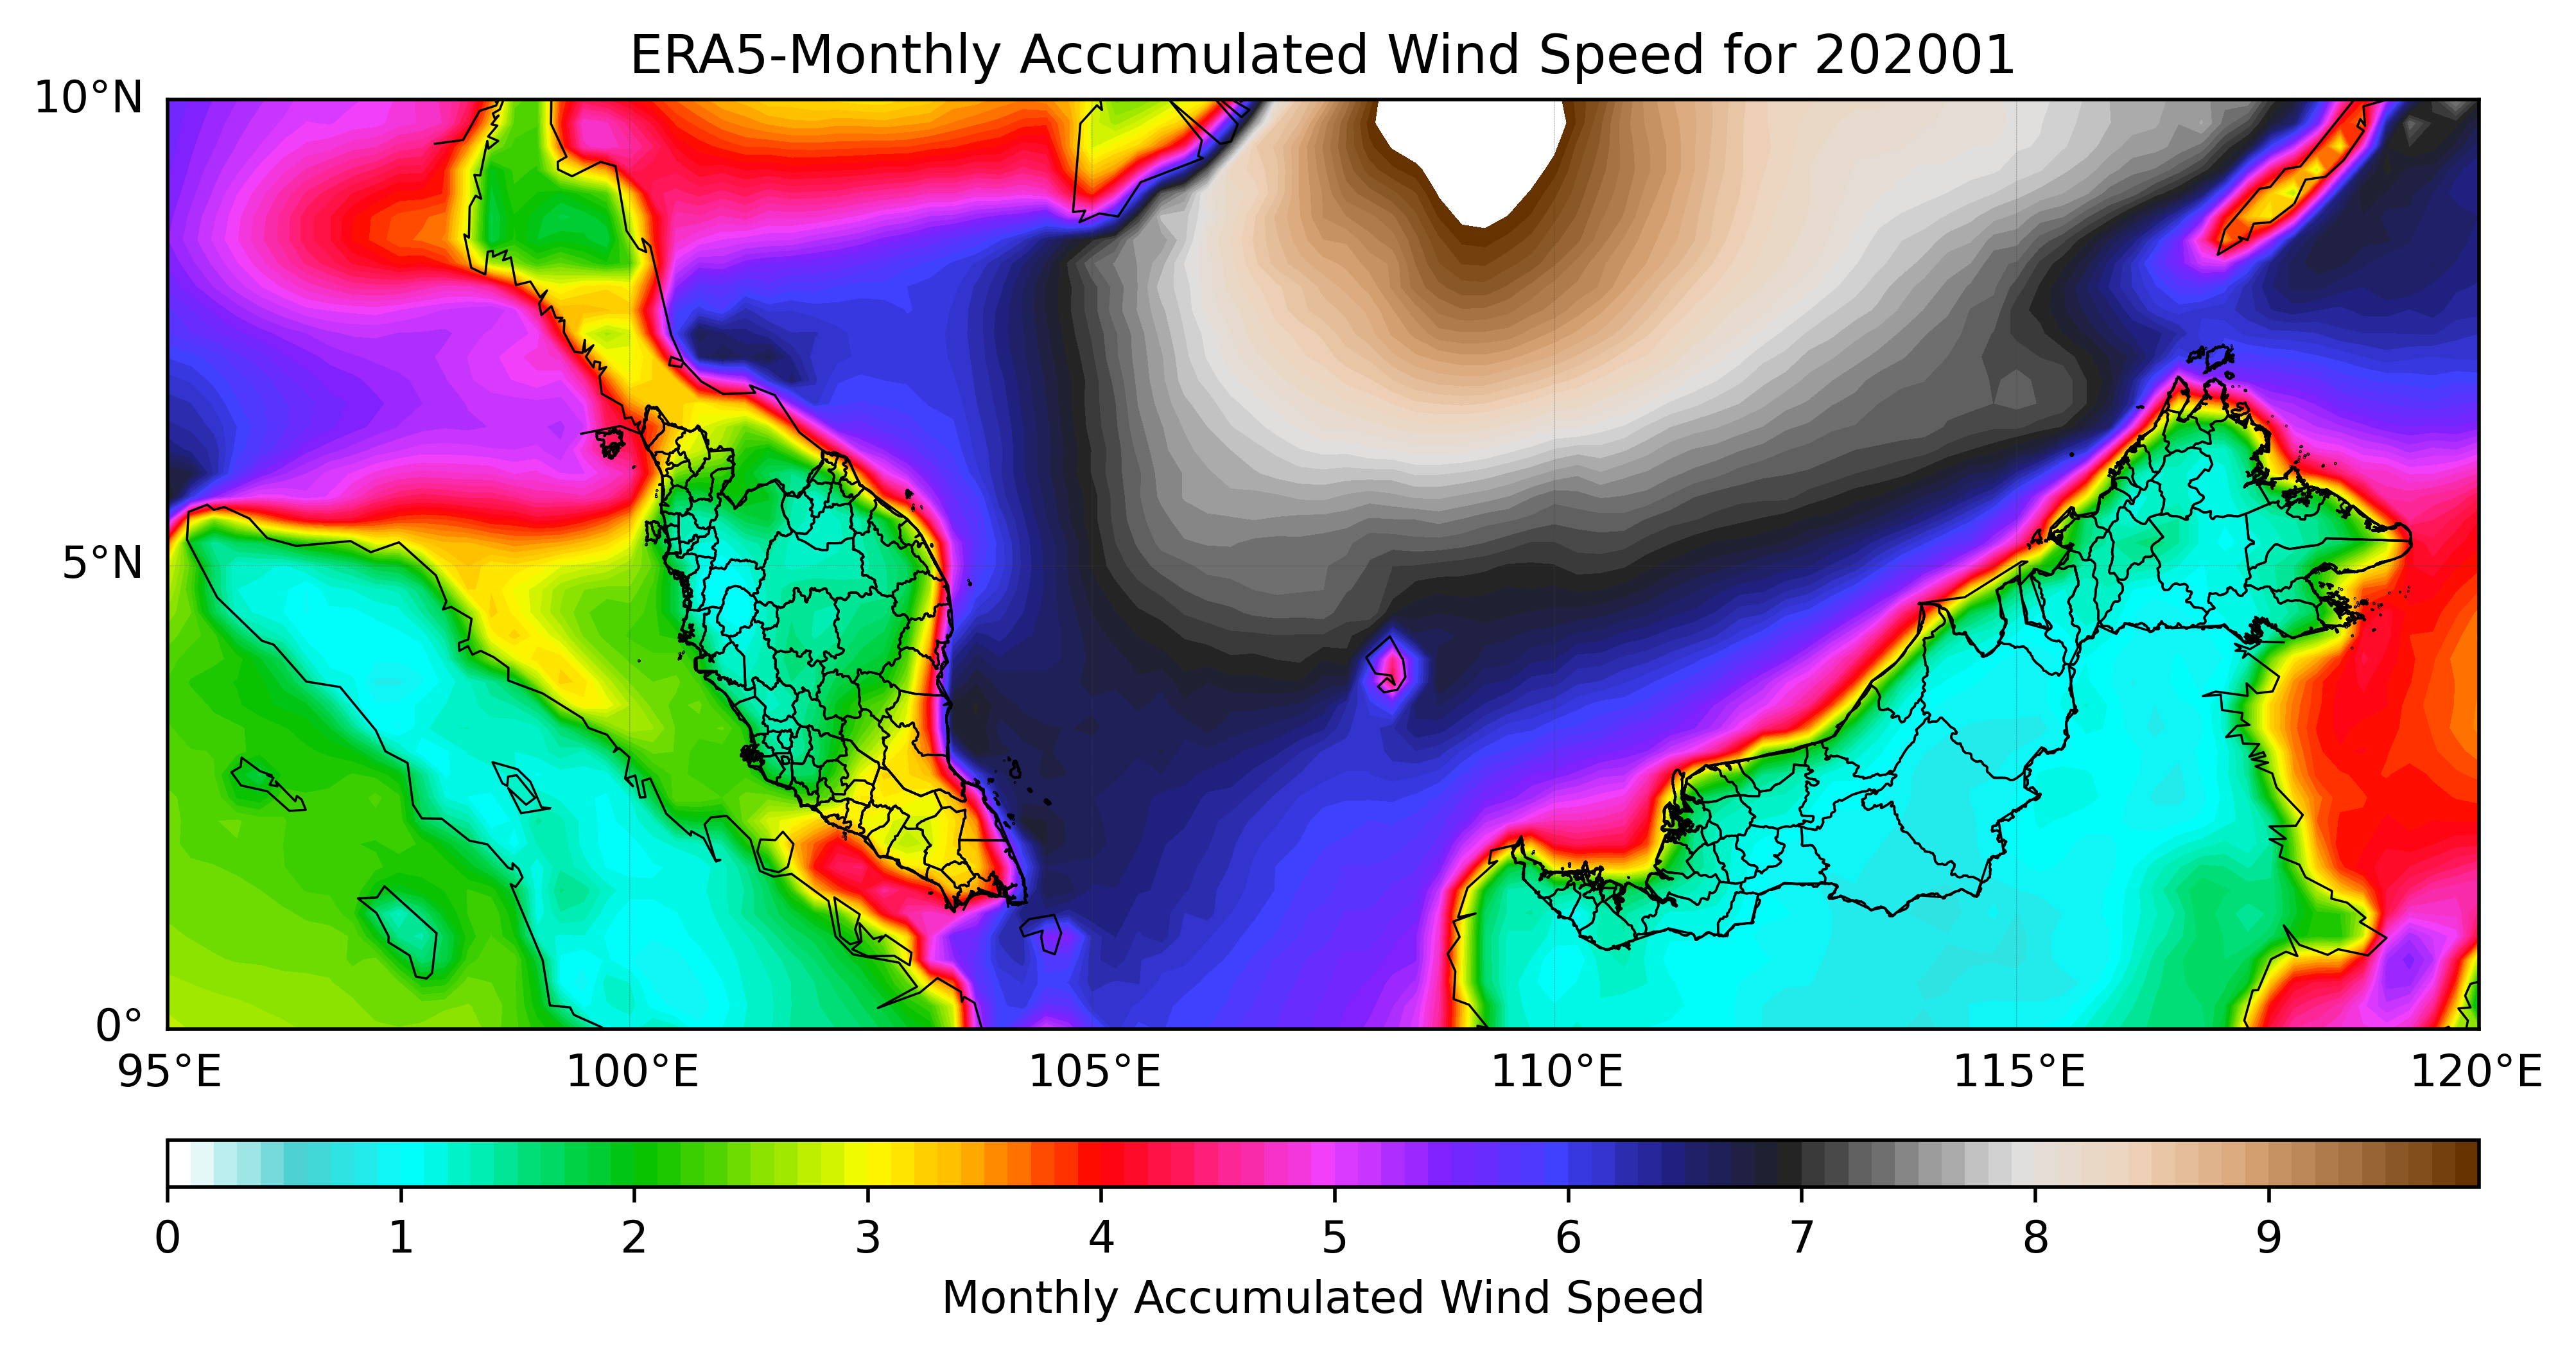 ERA5-Monthly Accumulated Wind Speed for 202001
10°N
5°N
0°
95°E 100°E 105°E 110°E 115°E 120°E
0 1 2 3 4 5 6 7 8 9
Monthly Accumulated Wind Speed